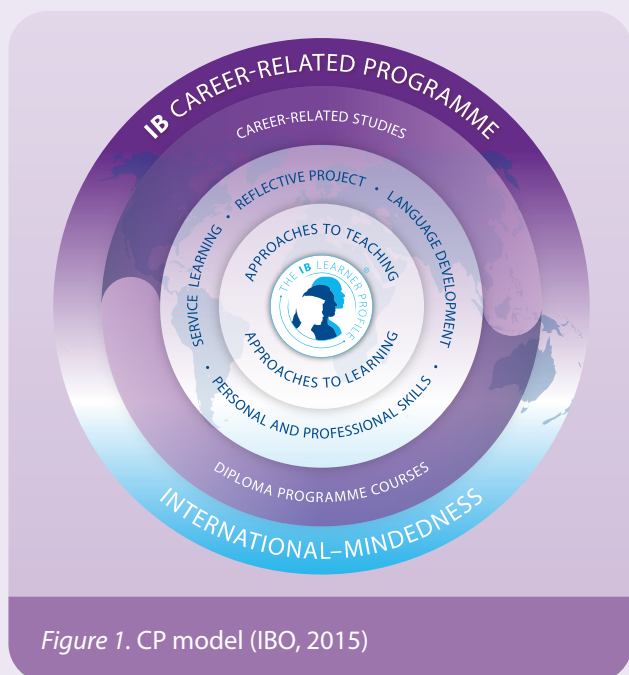 IB CAREER-RELATED PROGRAMME
CAREER-RELATED STUDIES
SERVICE LEARNING • REFLECTIVE PROJECT • LANGUAGE DEVELOPMENT
APPROACHES TO TEACHING
THE IB LEARNER PROFILE ®
APPROACHES TO LEARNING
• PERSONAL AND PROFESSIONAL SKILLS •
DIPLOMA PROGRAMME COURSES
INTERNATIONAL–MINDEDNESS
Figure 1. CP model (IBO, 2015)